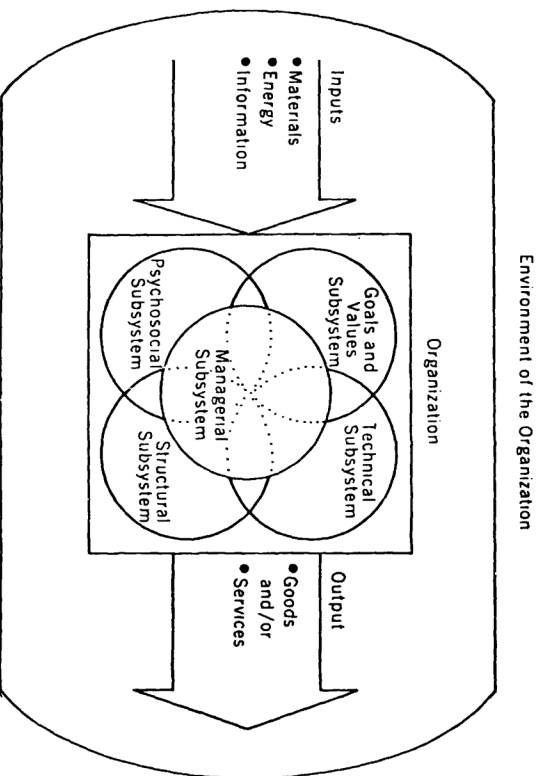 Environment of the Organization
Organization
Inputs
● Materials
● Energy
● Information
Goals and
Values
Subsystem
Technical
Subsystem
Managerial
Subsystem
Psychosocial
Subsystem
Structural
Subsystem
Output
● Goods
and/or
● Services